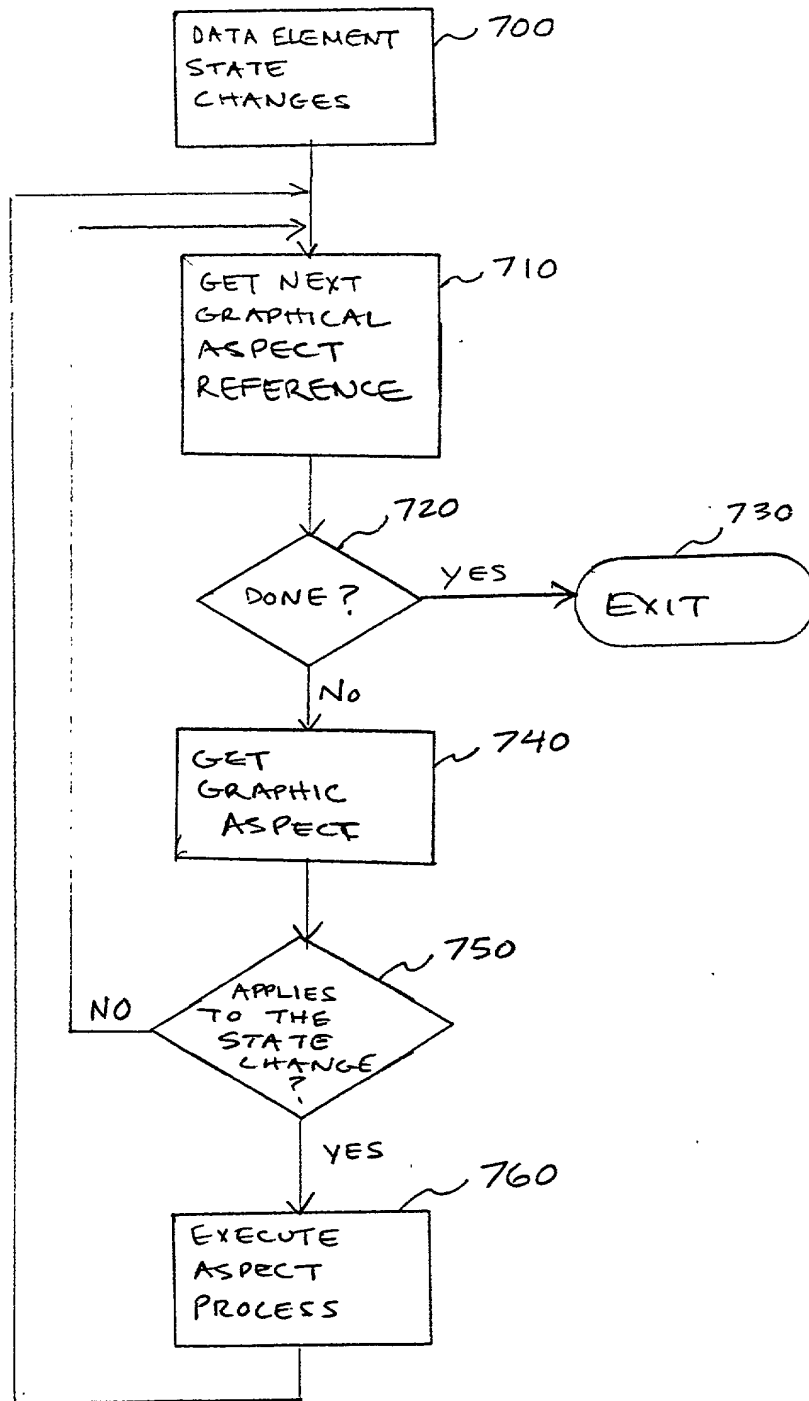 DATA ELEMENT
STATE
CHANGES
700
GET NEXT
GRAPHICAL
ASPECT
REFERENCE
710
720
DONE?
YES
730
EXIT
No
740
GET
GRAPHIC
ASPECT
750
APPLIES
TO THE
STATE
CHANGE
?
NO
YES
760
EXECUTE
ASPECT
PROCESS